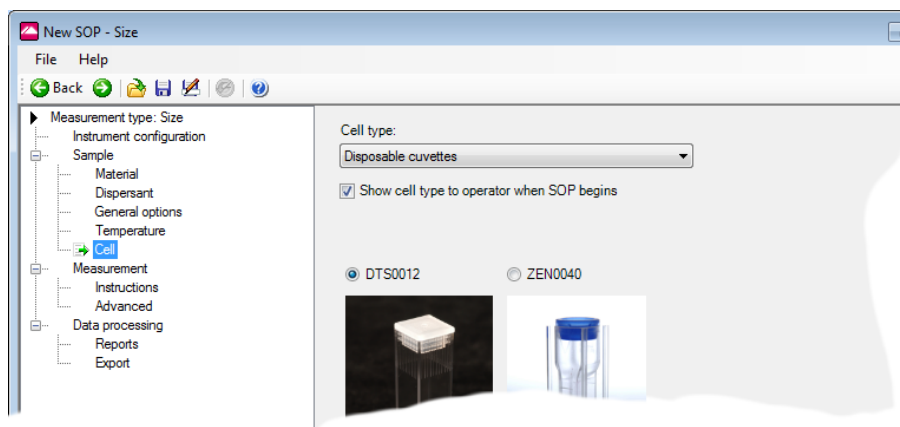 New SOP - Size
File Help
Back
Measurement type: Size
Instrument configuration
Sample
Material
Dispersant
General options
Temperature
Cell
Measurement
Instructions
Advanced
Data processing
Reports
Export
Cell type:
Disposable cuvettes
Show cell type to operator when SOP begins
DTS0012 ZEN0040